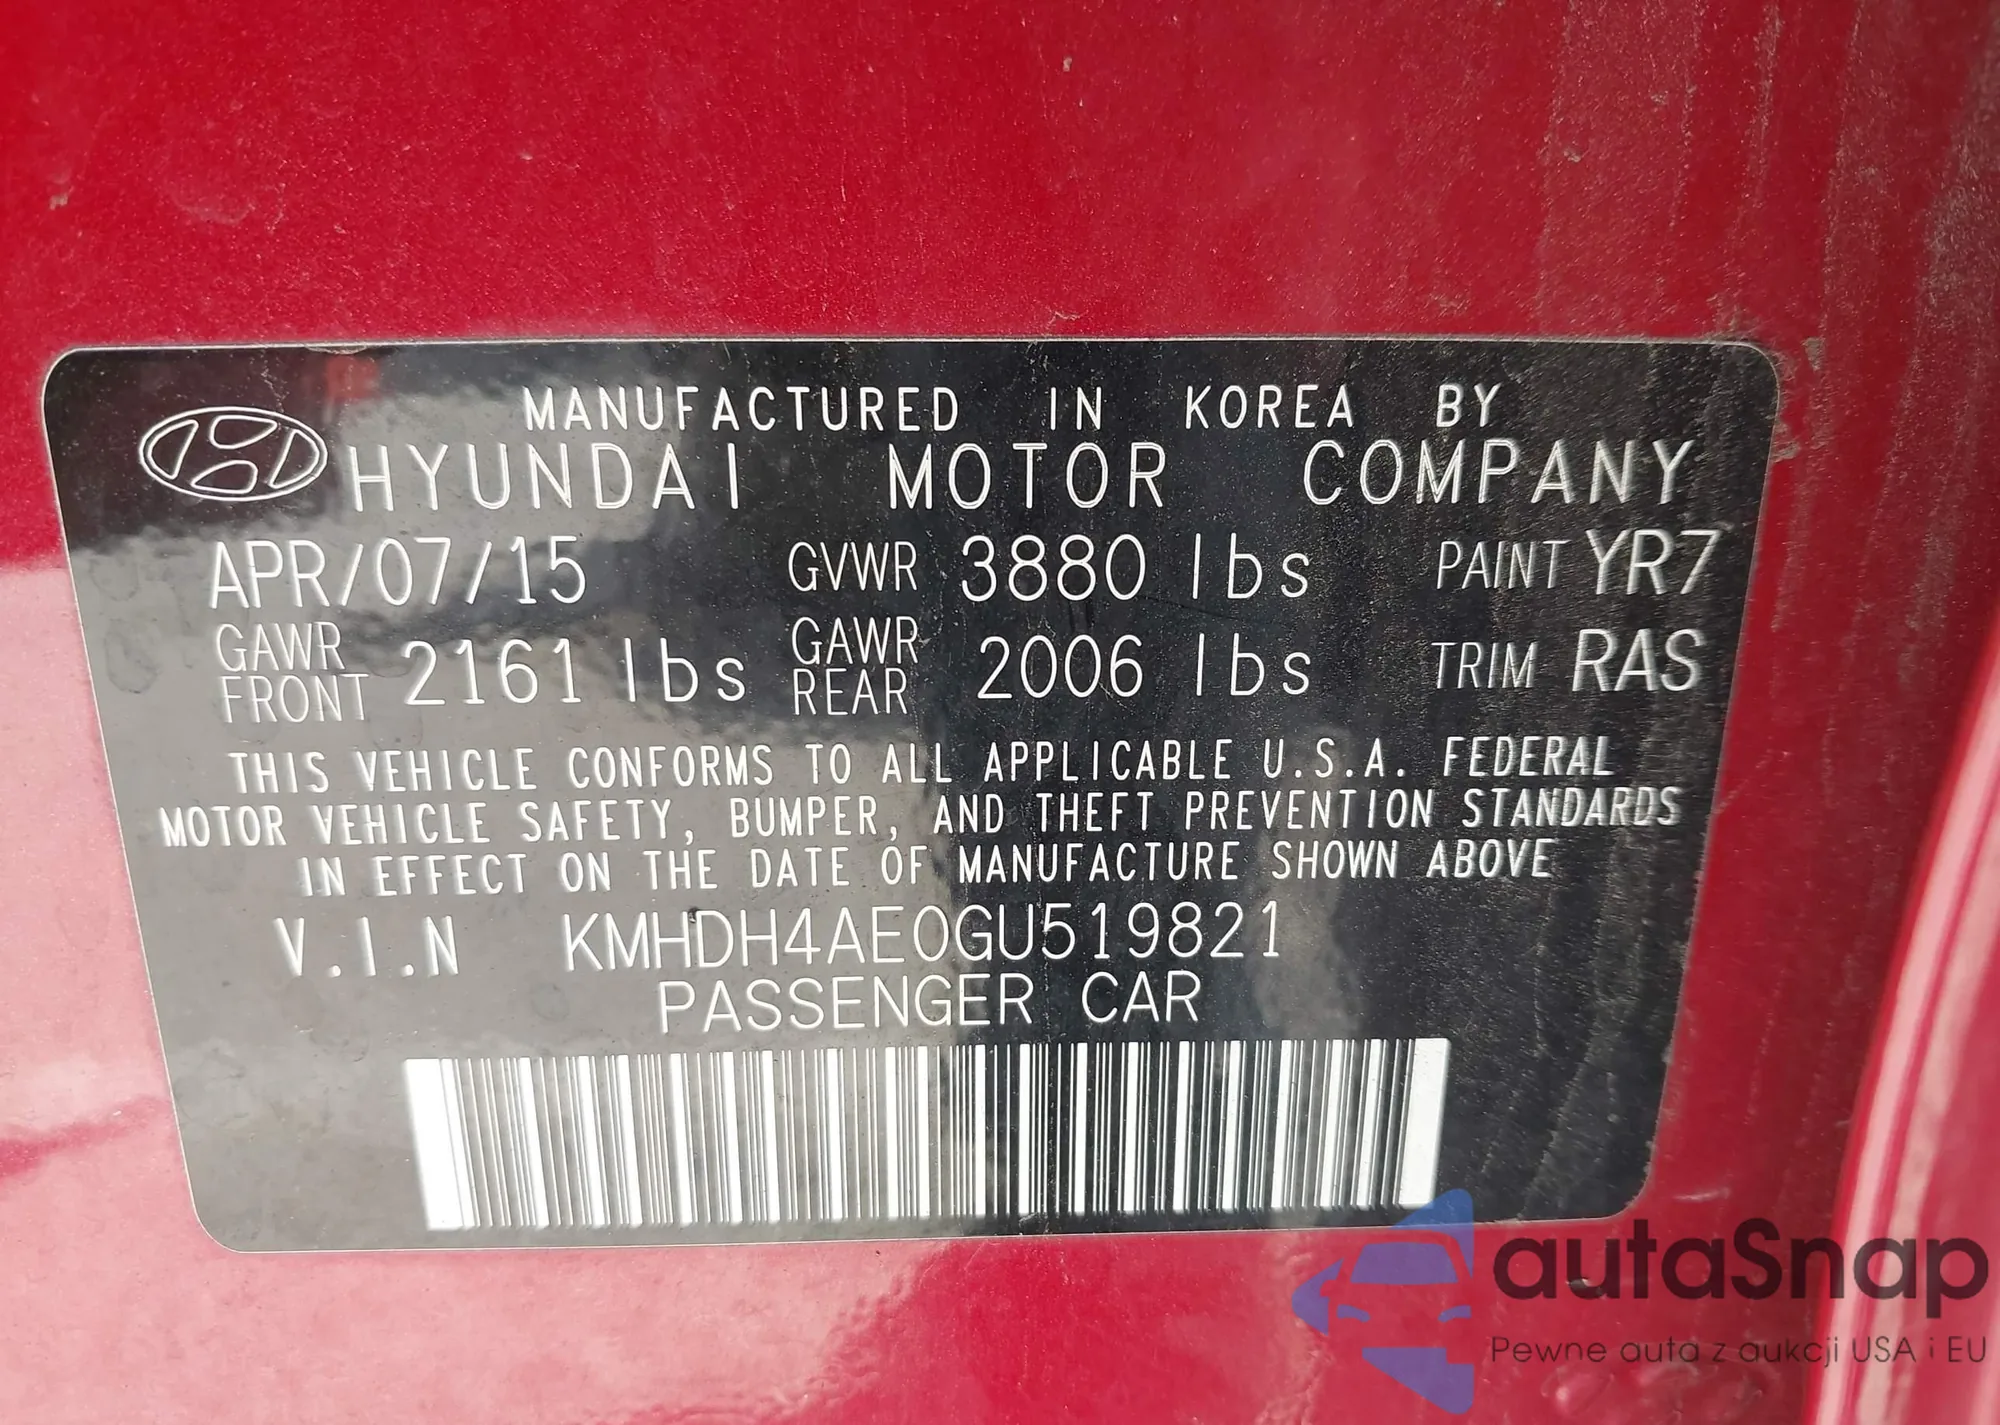 MANUFACTURED IN KOREA BY
HYUNDAI MOTOR COMPANY
APR/07/15 GVWR 3880 lbs PAINT YR7
GAWR FRONT 2161 lbs GAWR REAR 2006 lbs TRIM RAS
THIS VEHICLE CONFORMS TO ALL APPLICABLE U.S.A. FEDERAL
MOTOR VEHICLE SAFETY, BUMPER, AND THEFT PREVENTION STANDARDS
IN EFFECT ON THE DATE OF MANUFACTURE SHOWN ABOVE
V.I.N KMHDH4AE0GU519821
PASSENGER CAR
autaSnap
Pewne auta z aukcji USA i EU